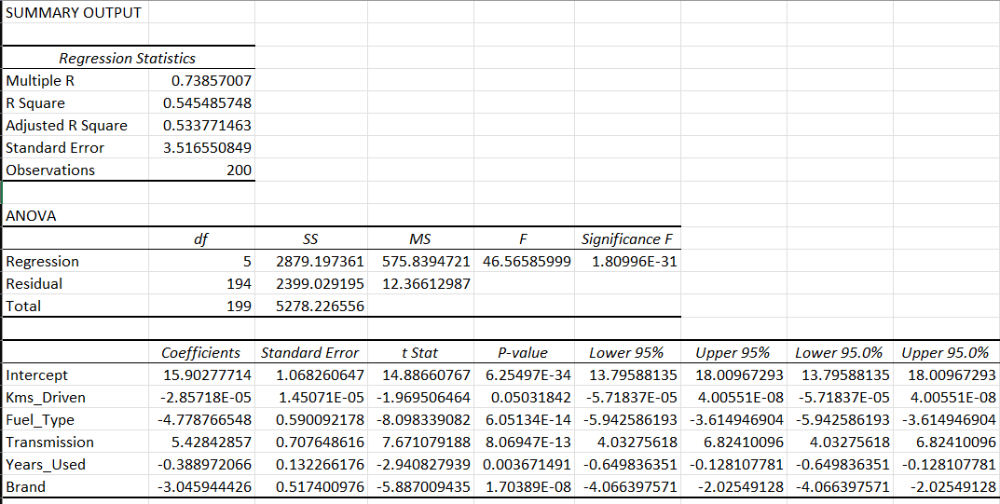 SUMMARY OUTPUT
Regression Statistics
Multiple R 0.73857007
R Square 0.545485748
Adjusted R Square 0.533771463
Standard Error 3.516550849
Observations 200
ANOVA
df SS MS F Significance F
Regression 5 2879.197361 575.8394721 46.56585999 1.80996E-31
Residual 194 2399.029195 12.36612987
Total 199 5278.226556
Coefficients Standard Error t Stat P-value Lower 95% Upper 95% Lower 95.0% Upper 95.0%
Intercept 15.90277714 1.068260647 14.88660767 6.25497E-34 13.79588135 18.00967293 13.79588135 18.00967293
Kms_Driven -2.85718E-05 1.45071E-05 -1.969506464 0.05031842 -5.71837E-05 4.00551E-08 -5.71837E-05 4.00551E-08
Fuel_Type -4.778766548 0.590092178 -8.098339082 6.05134E-14 -5.942586193 -3.614946904 -5.942586193 -3.614946904
Transmission 5.42842857 0.707648616 7.671079188 8.06947E-13 4.03275618 6.82410096 4.03275618 6.82410096
Years_Used -0.388972066 0.132266176 -2.940827939 0.003671491 -0.649836351 -0.128107781 -0.649836351 -0.128107781
Brand -3.045944426 0.517400976 -5.887009435 1.70389E-08 -4.066397571 -2.02549128 -4.066397571 -2.02549128